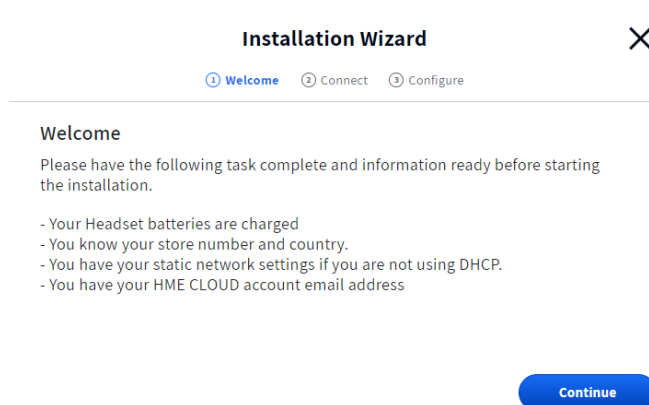 Installation Wizard
1 Welcome 2 Connect 3 Configure
Welcome
Please have the following task complete and information ready before starting
the installation.
- Your Headset batteries are charged
- You know your store number and country.
- You have your static network settings if you are not using DHCP.
- You have your HME CLOUD account email address
Continue